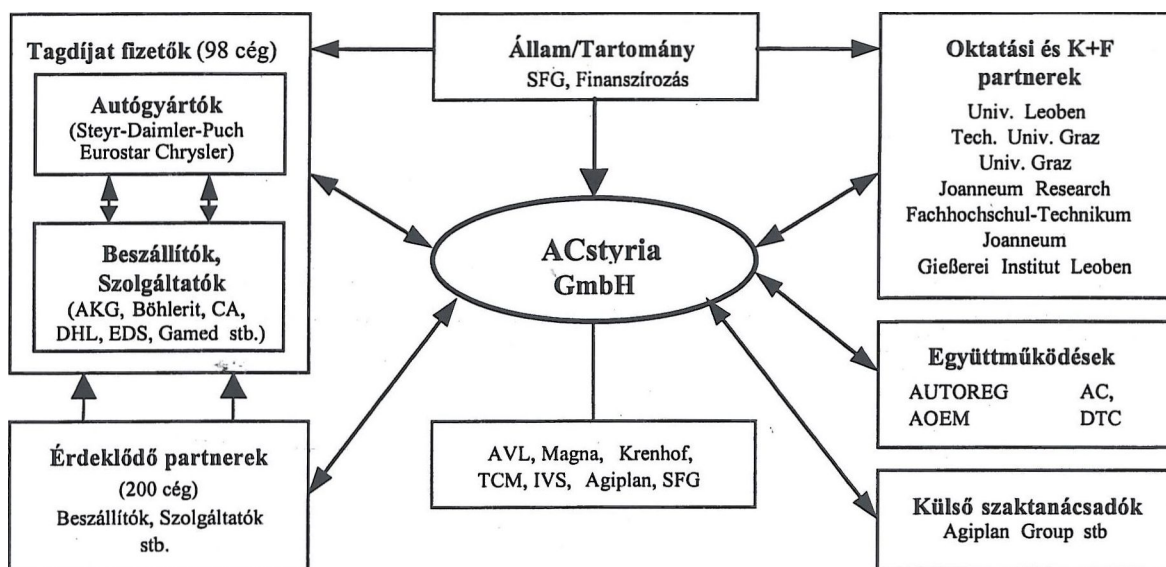 Tagdíjat fizetők (98 cég)
Autógyártók
(Steyr-Daimler-Puch
Eurostar Chrysler)
Beszállítók,
Szolgáltatók
(AKG, Böhlerit, CA,
DHL, EDS, Gamed stb.)
Érdeklődő partnerek
(200 cég)
Beszállítók, Szolgáltatók
stb.
Állam/Tartomány
SFG, Finanszírozás
ACstyria
GmbH
AVL, Magna, Krenhof,
TCM, IVS, Agiplan, SFG
Oktatási és K+F
partnerek
Univ. Leoben
Tech. Univ. Graz
Univ. Graz
Joanneum Research
Fachhochschul-Technikum
Joanneum
Gießerei Institut Leoben
Együttműködések
AUTOREG AC,
AOEM DTC
Külső szaktanácsadók
Agiplan Group stb